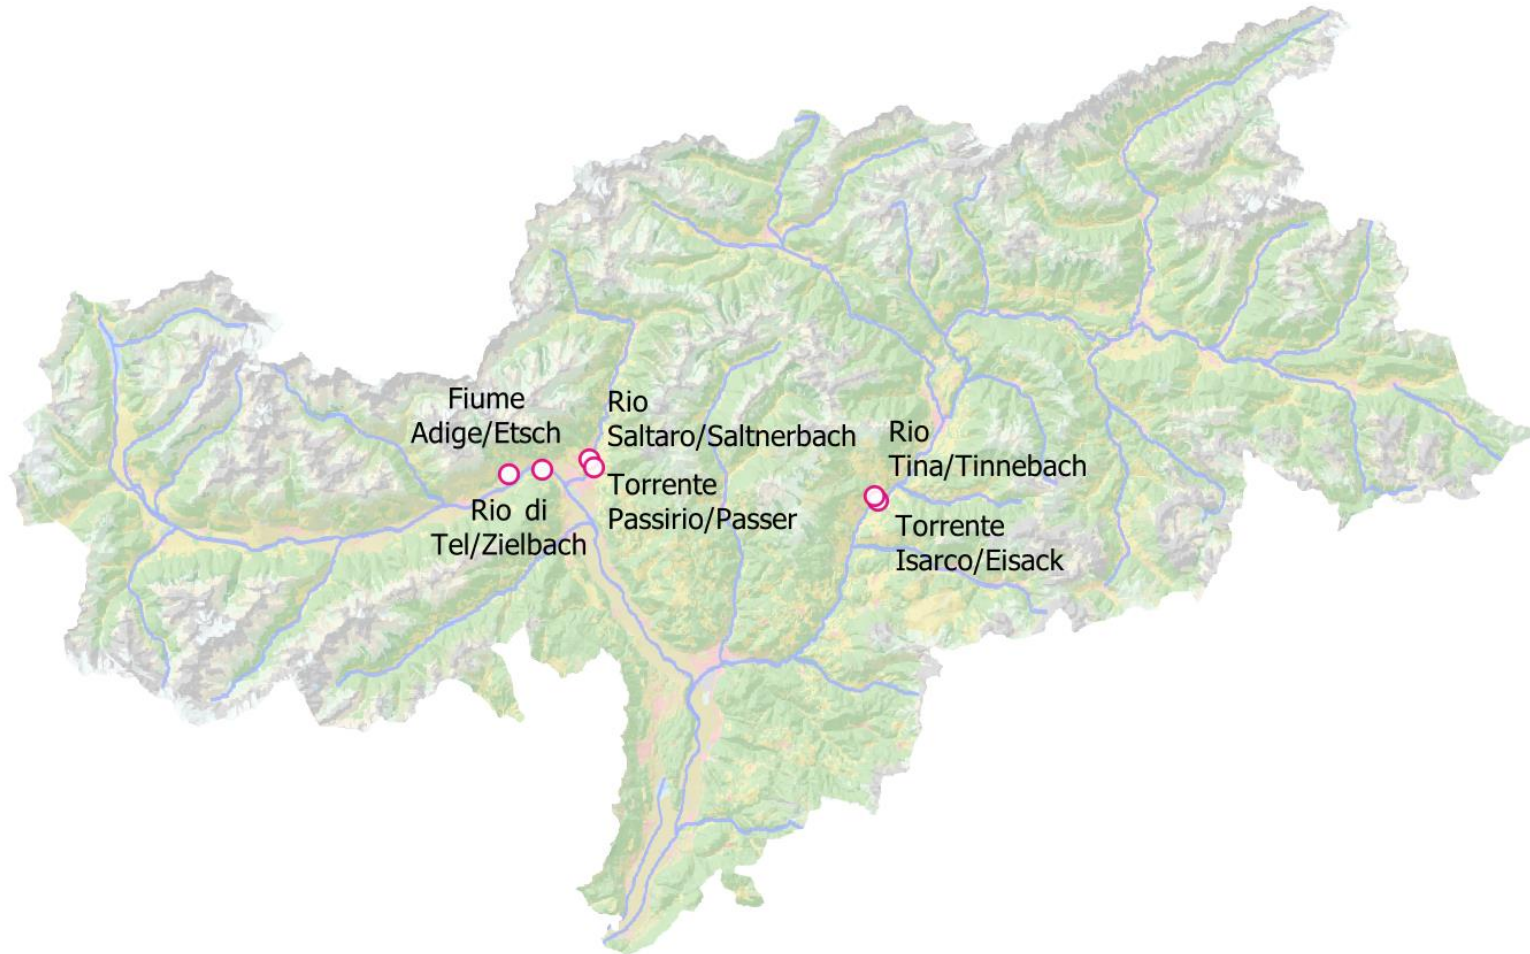 Fiume
Adige/Etsch
Rio
Saltaro/Saltnerbach
Rio
Tina/Tinnebach
Torrente
Passirio/Passer
Rio di
Tel/Zielbach
Torrente
Isarco/Eisack